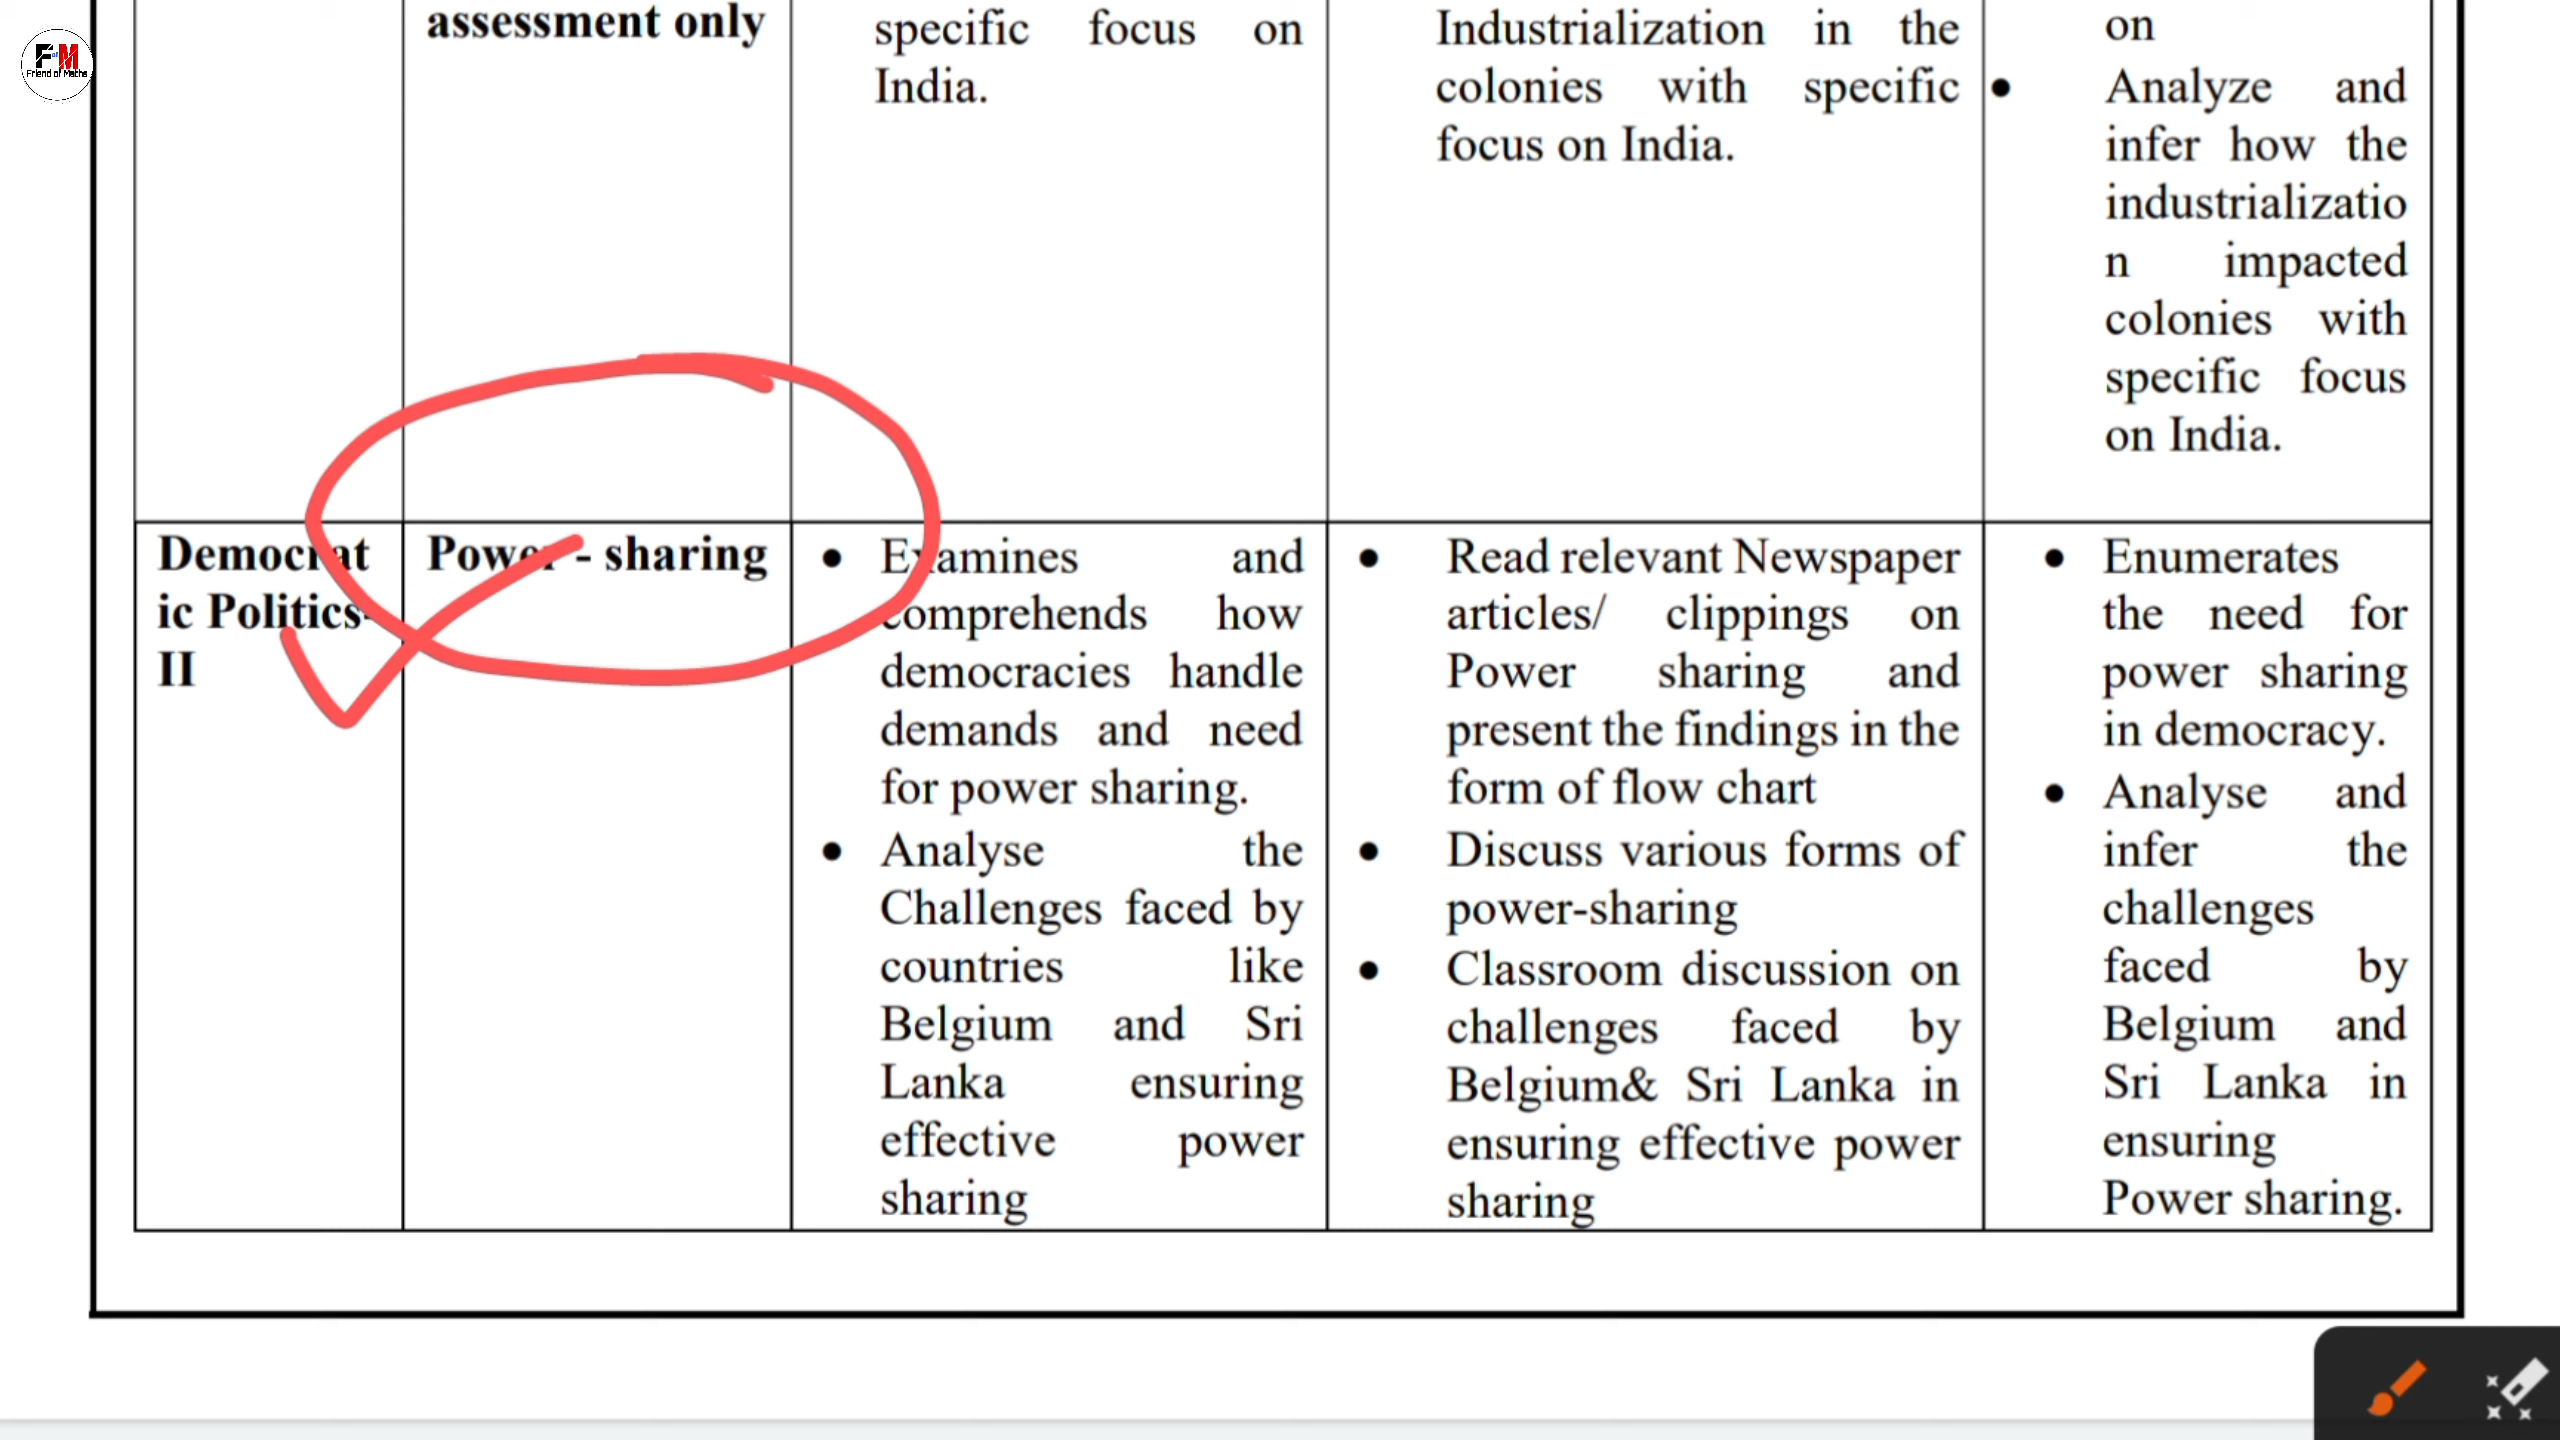 FM
Friend of Maths
assessment only
specific focus on
India.
Industrialization in the
colonies with specific
focus on India.
on
● Analyze and
infer how the
industrializatio
n impacted
colonies with
specific focus
on India.
Democrat
ic Politics-
II
Power - sharing
● Examines and
comprehends how
democracies handle
demands and need
for power sharing.
● Analyse the
Challenges faced by
countries like
Belgium and Sri
Lanka ensuring
effective power
sharing
● Read relevant Newspaper
articles/ clippings on
Power sharing and
present the findings in the
form of flow chart
● Discuss various forms of
power-sharing
● Classroom discussion on
challenges faced by
Belgium& Sri Lanka in
ensuring effective power
sharing
● Enumerates
the need for
power sharing
in democracy.
● Analyse and
infer the
challenges
faced by
Belgium and
Sri Lanka in
ensuring
Power sharing.